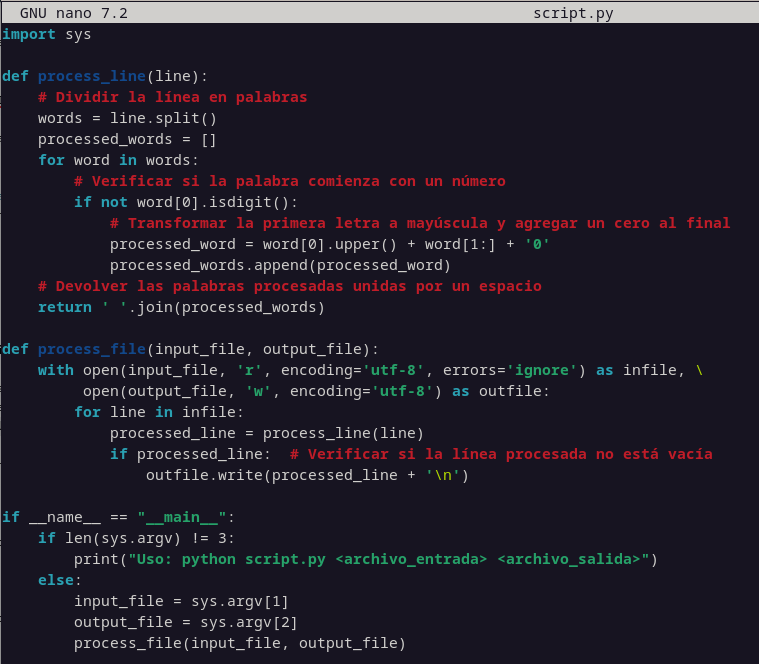 GNU nano 7.2 script.py
import sys
def process_line(line):
# Dividir la línea en palabras
words = line.split()
processed_words = []
for word in words:
# Verificar si la palabra comienza con un número
if not word[0].isdigit():
# Transformar la primera letra a mayúscula y agregar un cero al final
processed_word = word[0].upper() + word[1:] + '0'
processed_words.append(processed_word)
# Devolver las palabras procesadas unidas por un espacio
return ' '.join(processed_words)
def process_file(input_file, output_file):
with open(input_file, 'r', encoding='utf-8', errors='ignore') as infile, \
open(output_file, 'w', encoding='utf-8') as outfile:
for line in infile:
processed_line = process_line(line)
if processed_line:  # Verificar si la línea procesada no está vacía
outfile.write(processed_line + '\n')
if __name__ == "__main__":
if len(sys.argv) != 3:
print("Uso: python script.py <archivo_entrada> <archivo_salida>")
else:
input_file = sys.argv[1]
output_file = sys.argv[2]
process_file(input_file, output_file)